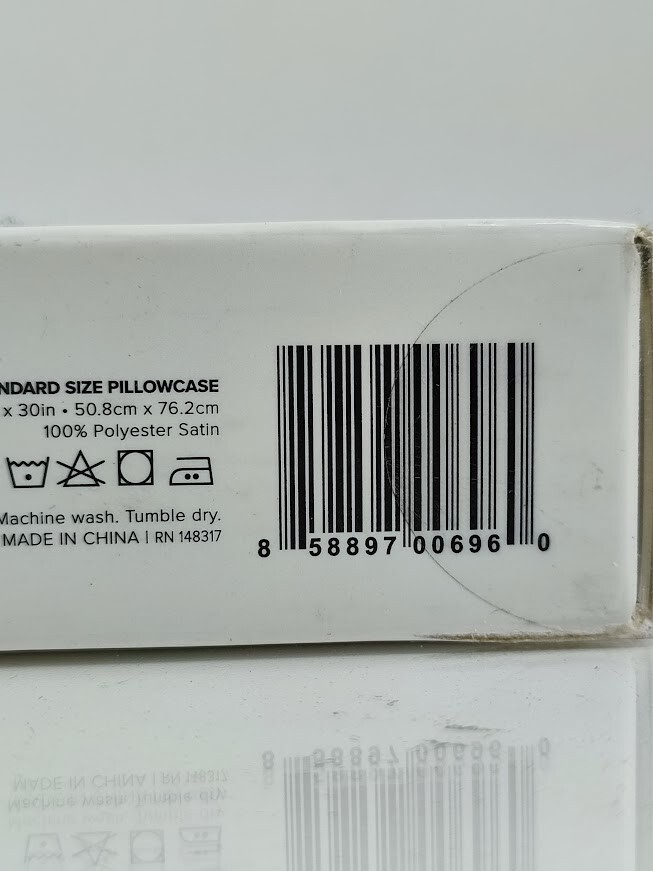 NDARD SIZE PILLOWCASE
x 30in • 50.8cm x 76.2cm
100% Polyester Satin
Machine wash. Tumble dry.
MADE IN CHINA | RN 148317
8 58897 00696 0